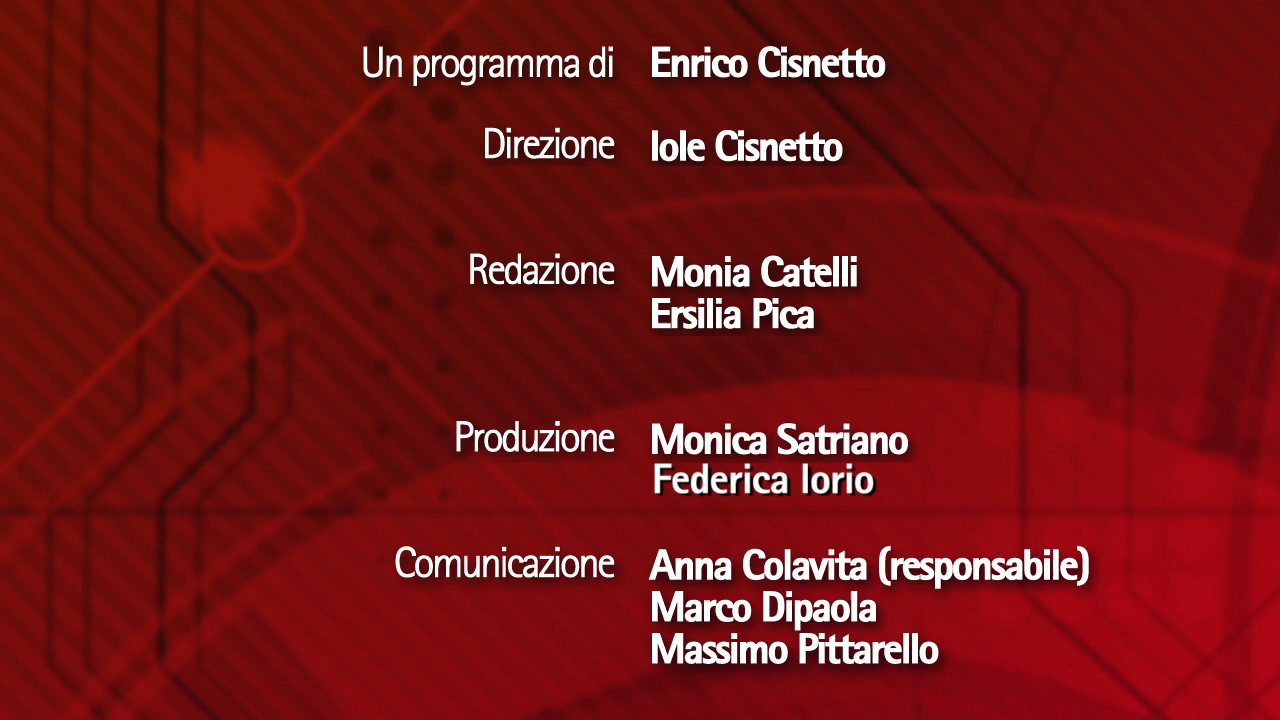 Un programma di Enrico Cisnetto
Direzione Iole Cisnetto
Redazione Monia Catelli
Ersilia Pica
Produzione Monica Satriano
Federica Iorio
Comunicazione Anna Colavita (responsabile)
Marco Dipaola
Massimo Pittarello